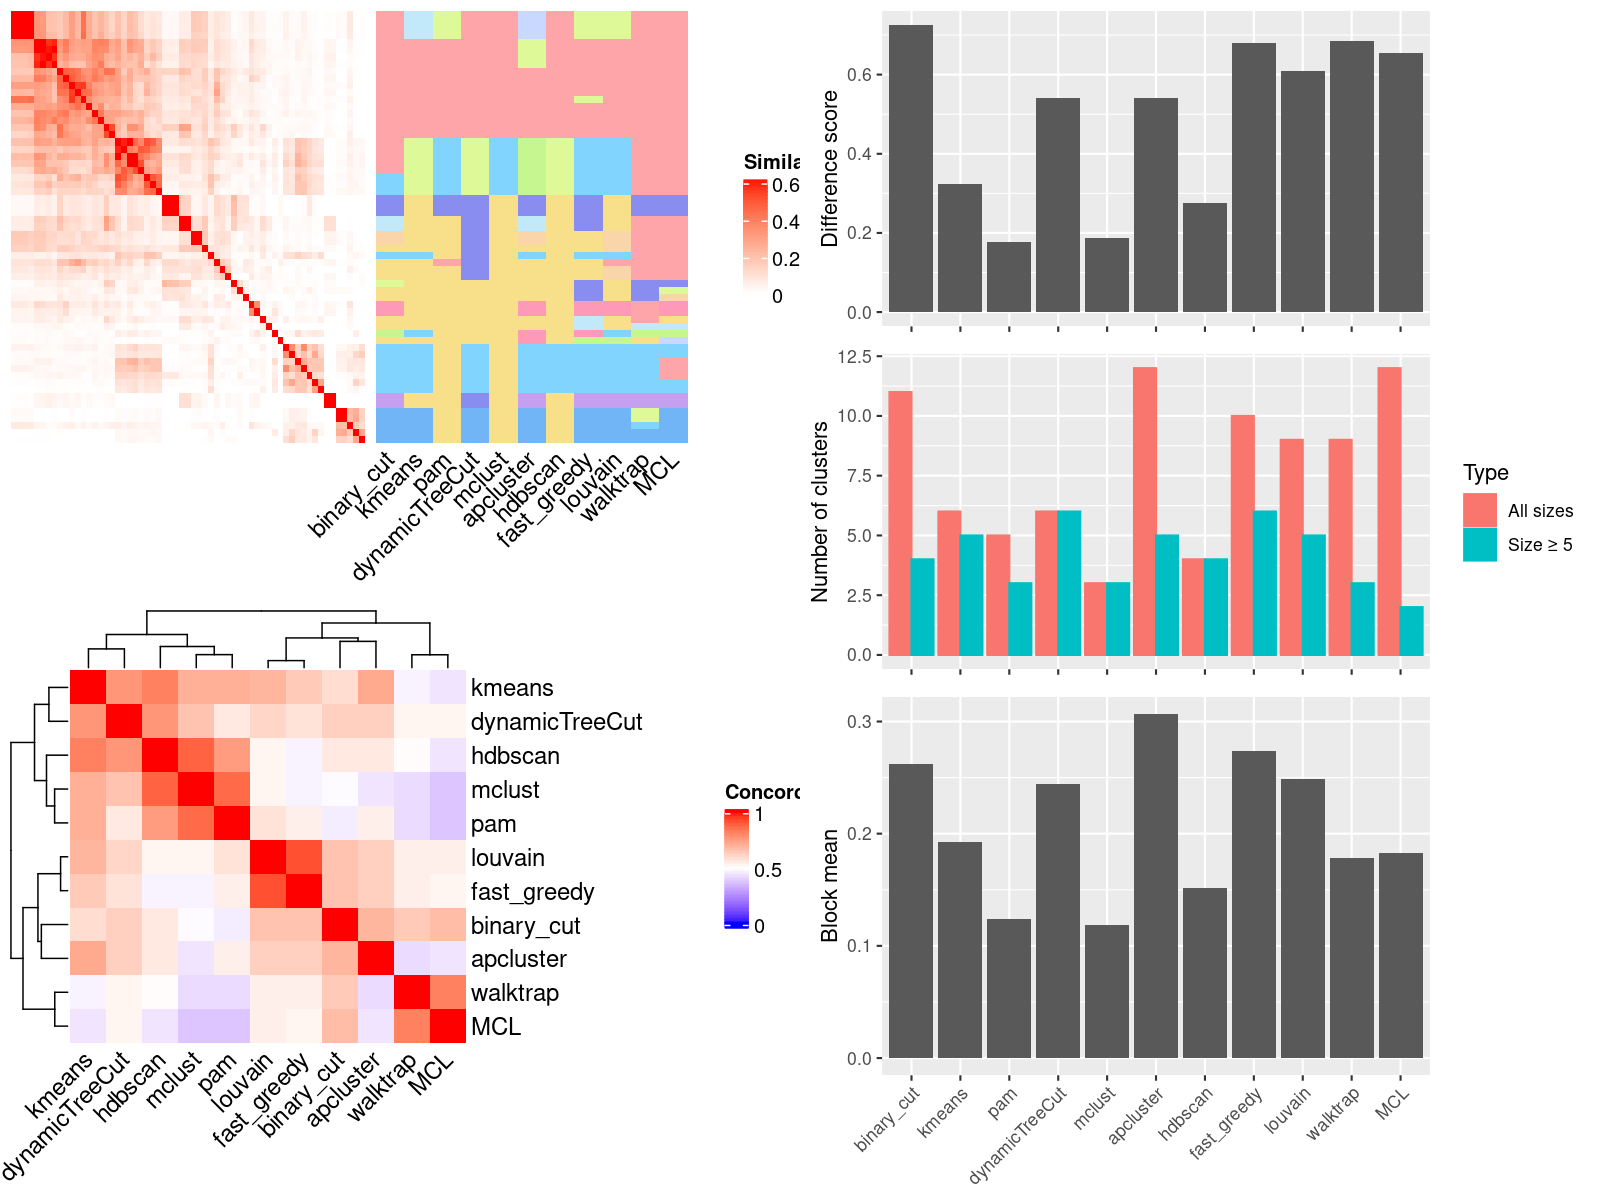 Simila
0.6
0.4
0.2
0
binary_cut
kmeans
pam
dynamicTreeCut
mclust
apcluster
hdbscan
fast_greedy
louvain
walktrap
MCL
Difference score
0.6
0.4
0.2
0.0
Number of clusters
12.5
10.0
7.5
5.0
2.5
0.0
Type
All sizes
Size ≥ 5
Block mean
0.3
0.2
0.1
0.0
binary_cut
kmeans
pam
dynamicTreeCut
mclust
apcluster
hdbscan
fast_greedy
louvain
walktrap
MCL
kmeans
dynamicTreeCut
hdbscan
mclust
pam
louvain
fast_greedy
binary_cut
apcluster
walktrap
MCL
Concord
1
0.5
0
kmeans
dynamicTreeCut
hdbscan
mclust
pam
louvain
fast_greedy
binary_cut
apcluster
walktrap
MCL